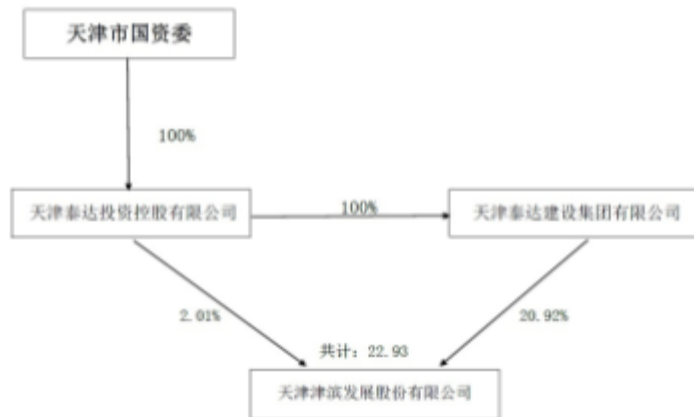 天津市国资委
100%
天津泰达投资控股有限公司
100%
天津泰达建设集团有限公司
2.01%
20.92%
共计：22.93
天津津滨发展股份有限公司